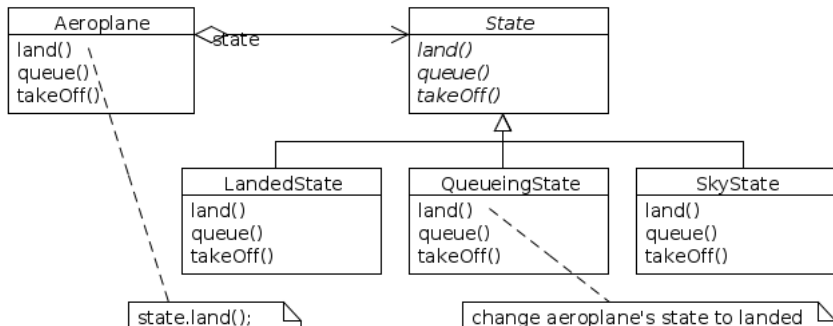 Aeroplane
land()
queue()
takeOff()
state
State
land()
queue()
takeOff()
LandedState
land()
queue()
takeOff()
QueueingState
land()
queue()
takeOff()
SkyState
land()
queue()
takeOff()
state.land();
change aeroplane's state to landed